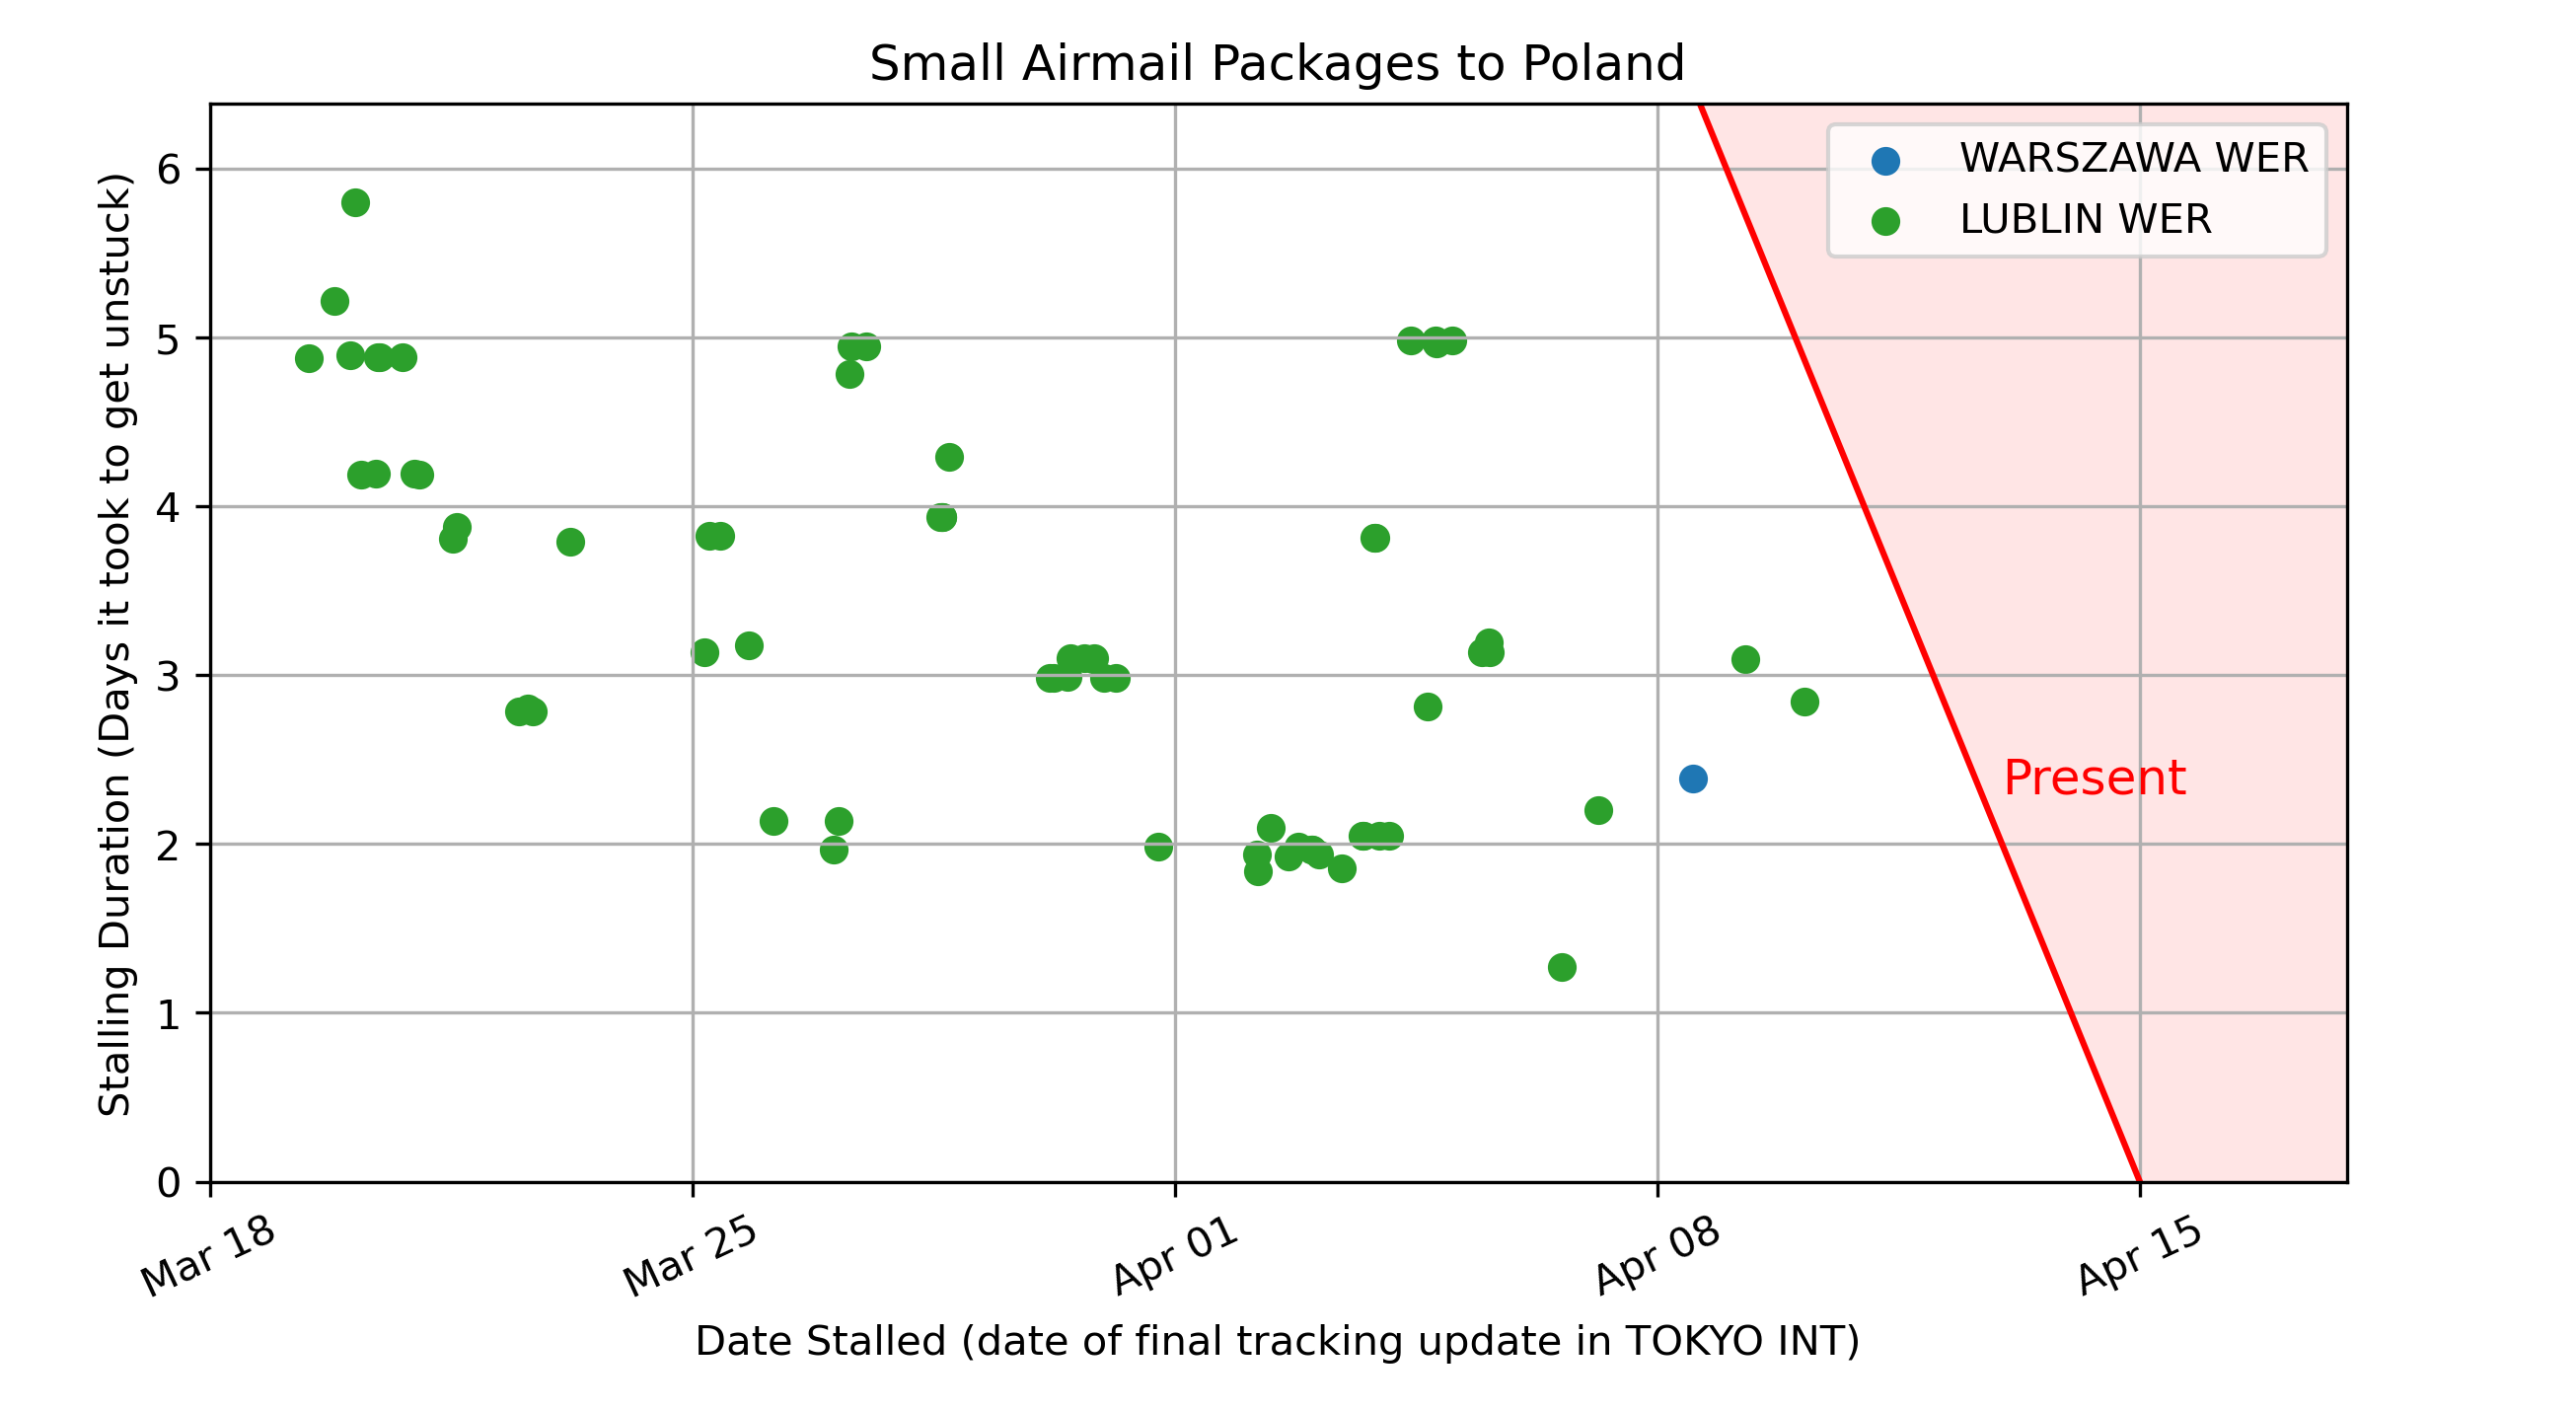 Small Airmail Packages to Poland
Stalling Duration (Days it took to get unstuck)
6
5
4
3
2
1
0
WARSZAWA WER
LUBLIN WER
Present
Mar 18
Mar 25
Apr 01
Apr 08
Apr 15
Date Stalled (date of final tracking update in TOKYO INT)